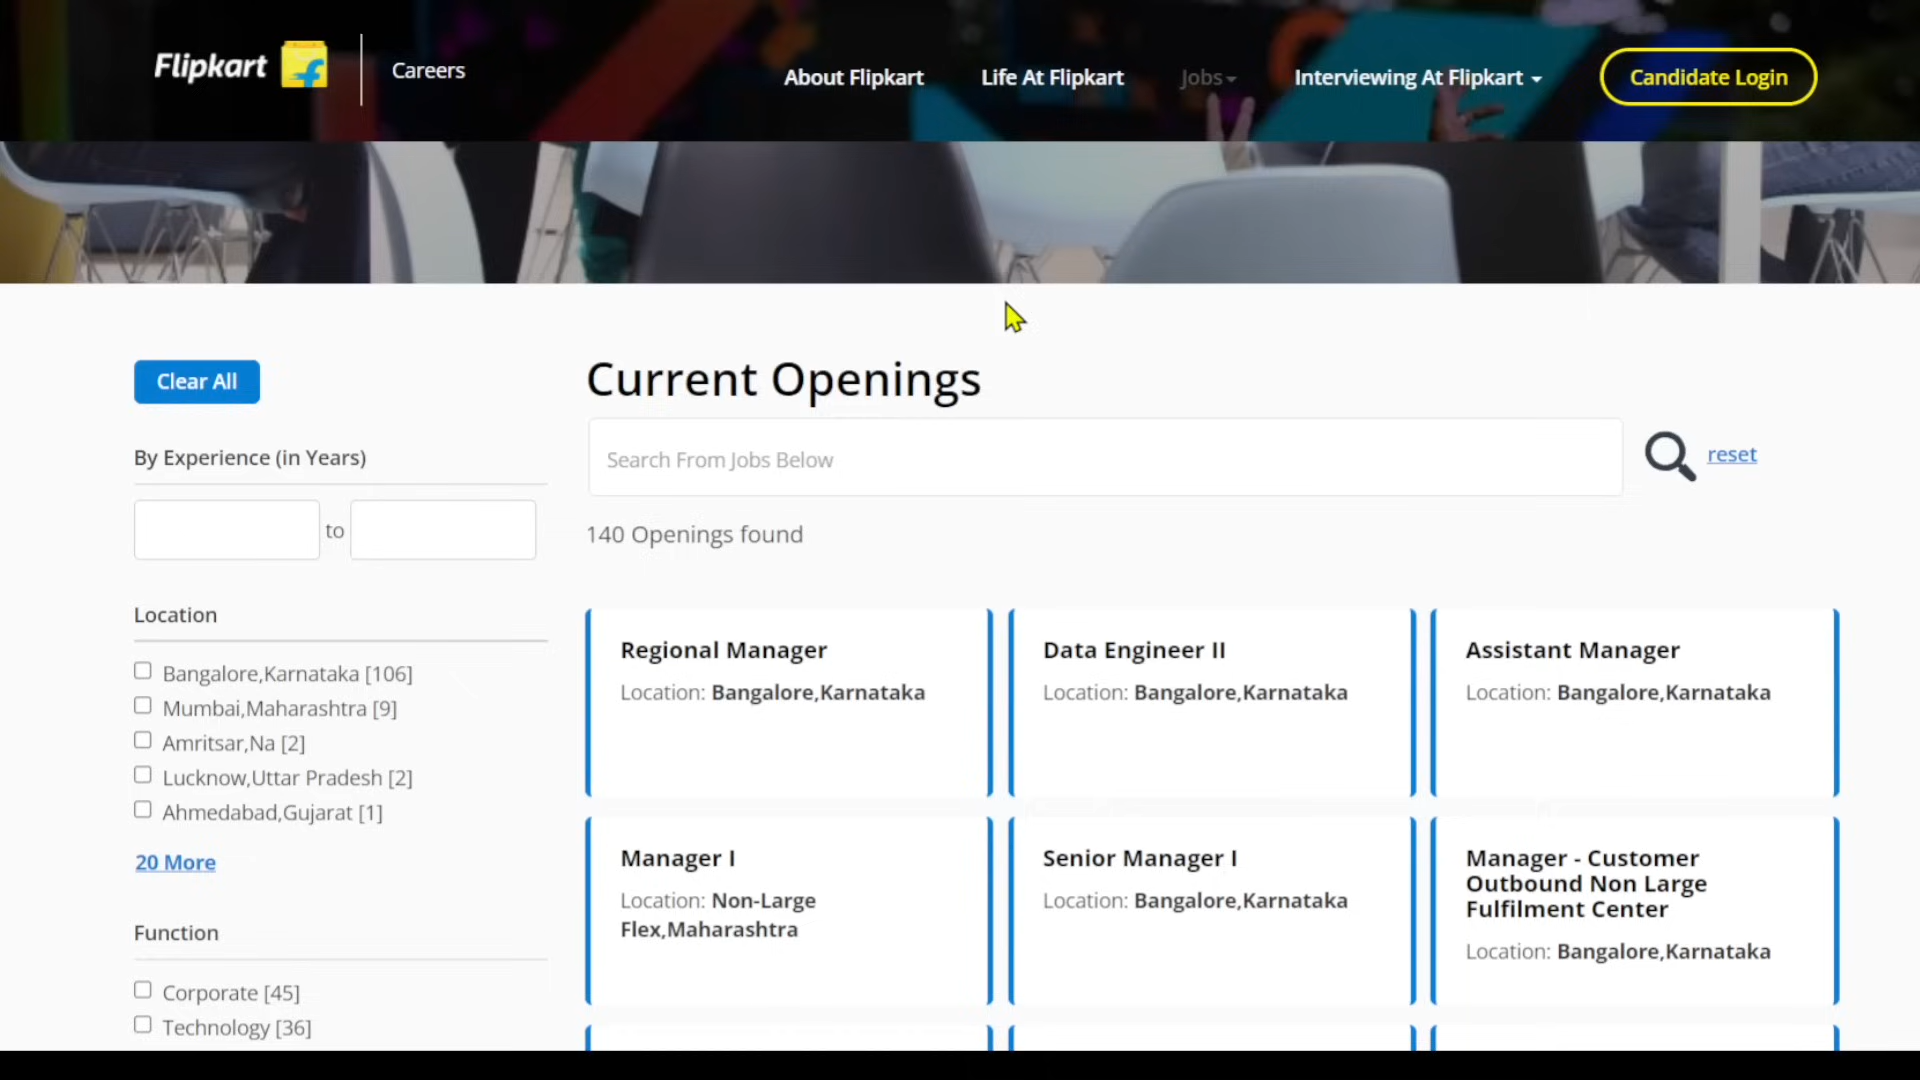 Flipkart
Careers
About Flipkart
Life At Flipkart
Jobs
Interviewing At Flipkart
Candidate Login
Clear All
By Experience (in Years)
to
Location
Bangalore,Karnataka [106]
Mumbai,Maharashtra [9]
Amritsar,Na [2]
Lucknow,Uttar Pradesh [2]
Ahmedabad,Gujarat [1]
20 More
Function
Corporate [45]
Technology [36]
Current Openings
Search From Jobs Below
reset
140 Openings found
Regional Manager
Location: Bangalore,Karnataka
Data Engineer II
Location: Bangalore,Karnataka
Assistant Manager
Location: Bangalore,Karnataka
Manager I
Location: Non-Large
Flex,Maharashtra
Senior Manager I
Location: Bangalore,Karnataka
Manager - Customer
Outbound Non Large
Fulfilment Center
Location: Bangalore,Karnataka